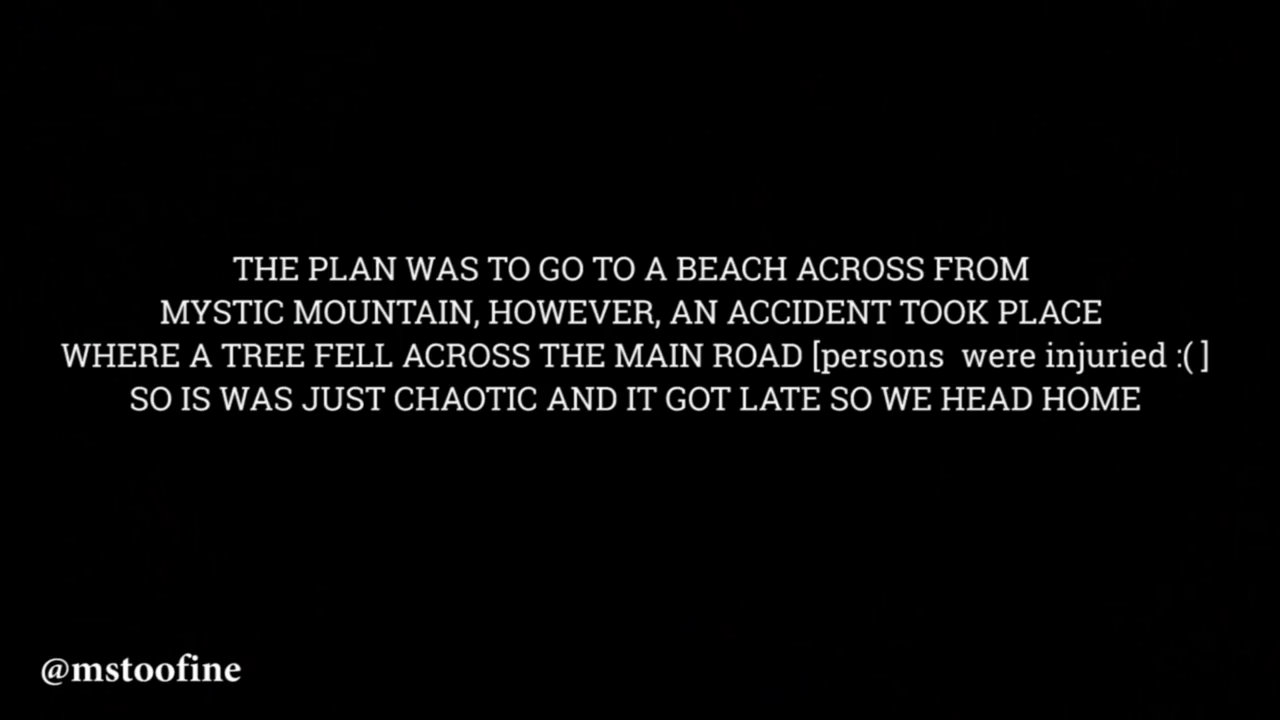 THE PLAN WAS TO GO TO A BEACH ACROSS FROM
MYSTIC MOUNTAIN, HOWEVER, AN ACCIDENT TOOK PLACE
WHERE A TREE FELL ACROSS THE MAIN ROAD [persons  were injuried :( ]
SO IS WAS JUST CHAOTIC AND IT GOT LATE SO WE HEAD HOME
@mstoofine